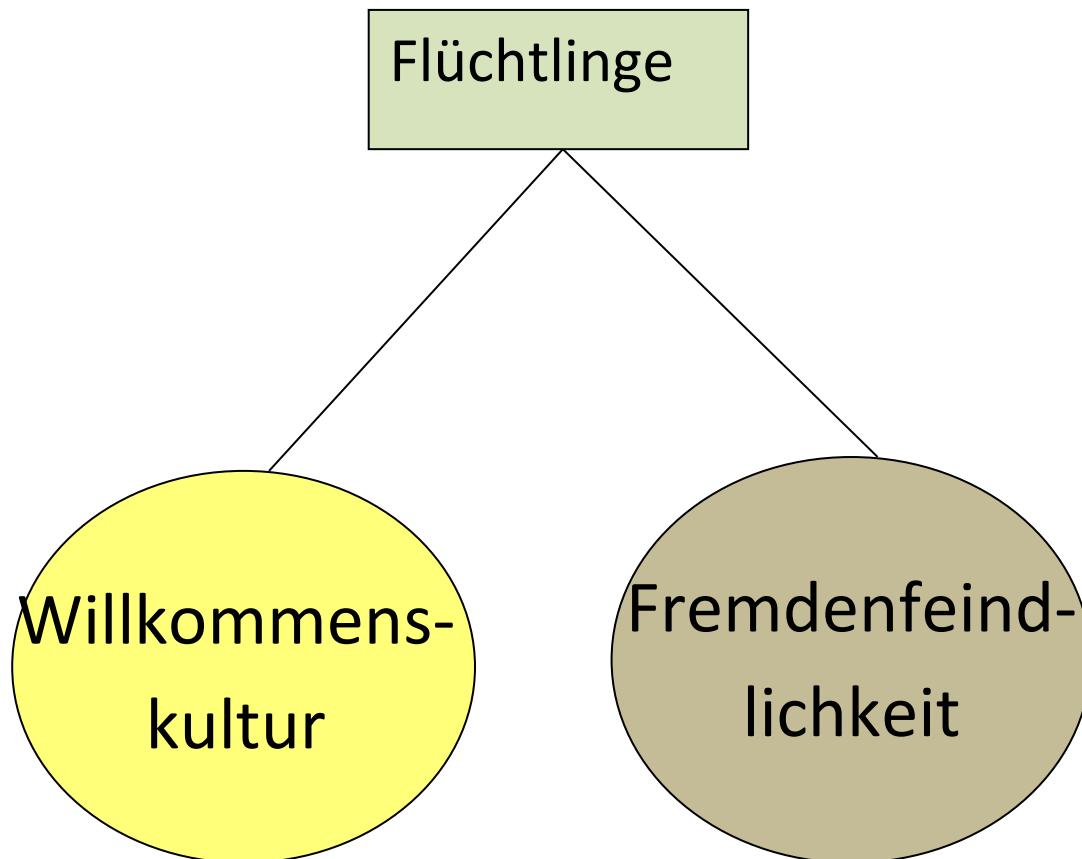 Flüchtlinge
Willkommens-
kultur
Fremdenfeind-
lichkeit